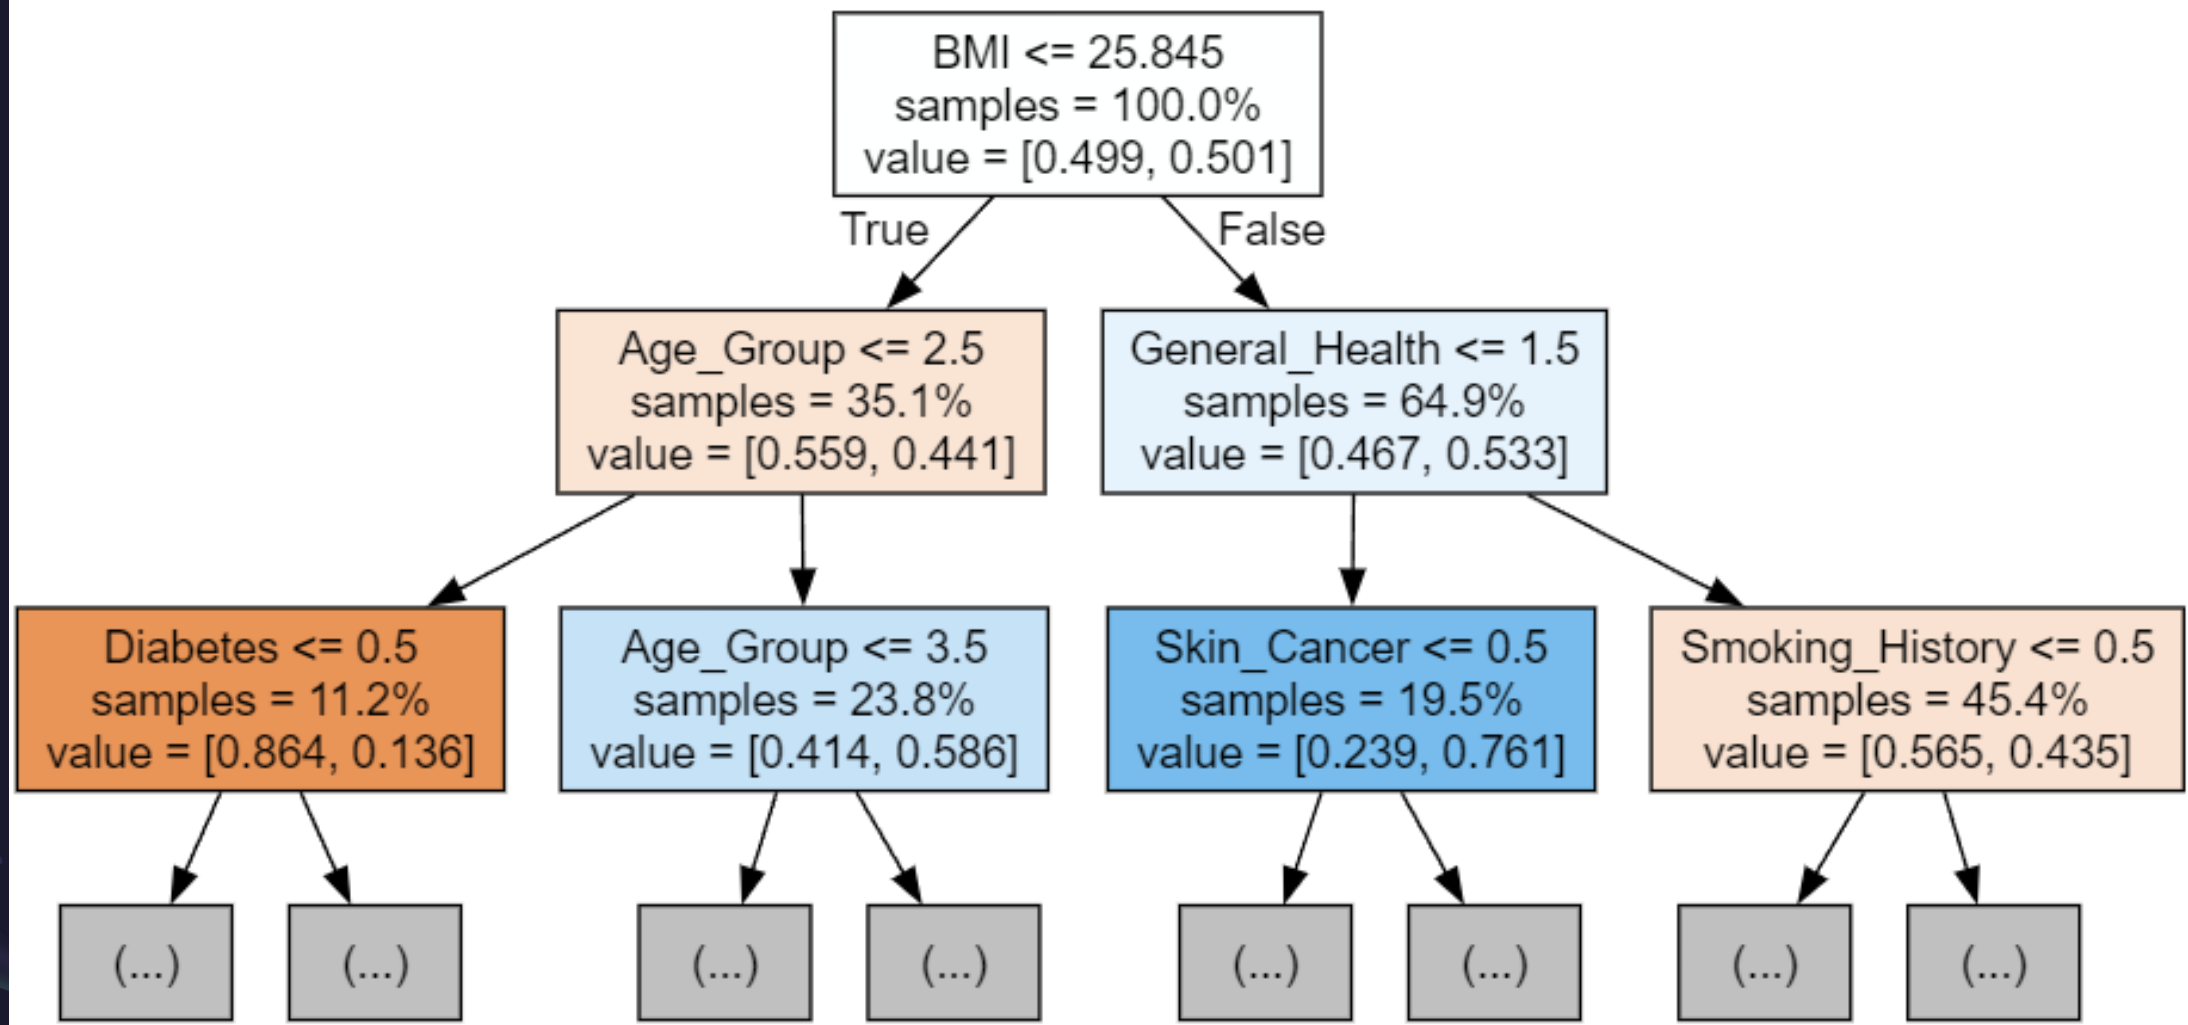 BMI <= 25.845
samples = 100.0%
value = [0.499, 0.501]
True
False
Age_Group <= 2.5
samples = 35.1%
value = [0.559, 0.441]
General_Health <= 1.5
samples = 64.9%
value = [0.467, 0.533]
Diabetes <= 0.5
samples = 11.2%
value = [0.864, 0.136]
Age_Group <= 3.5
samples = 23.8%
value = [0.414, 0.586]
Skin_Cancer <= 0.5
samples = 19.5%
value = [0.239, 0.761]
Smoking_History <= 0.5
samples = 45.4%
value = [0.565, 0.435]
(...)
(...)
(...)
(...)
(...)
(...)
(...)
(...)